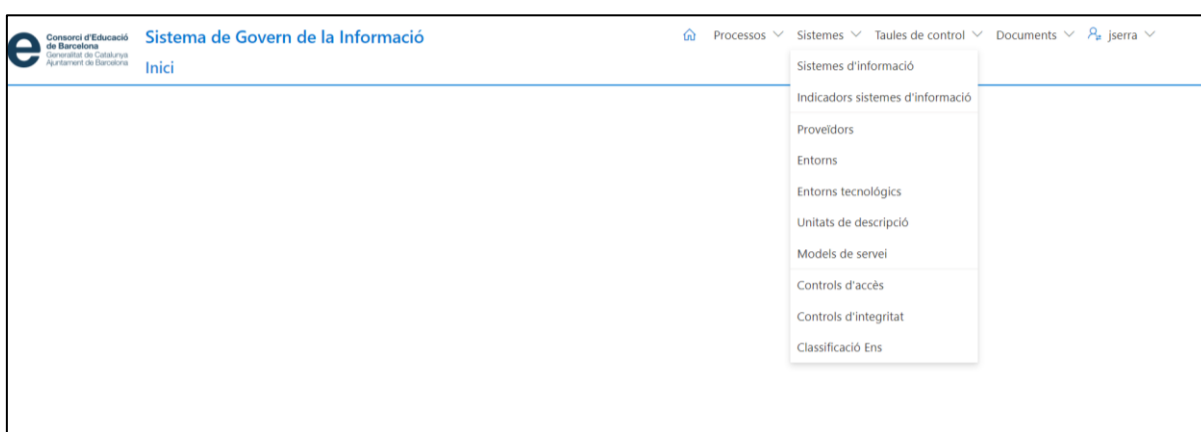 Consorci d'Educació
de Barcelona
Generalitat de Catalunya
Ajuntament de Barcelona
Sistema de Govern de la Informació
Inici
Processos Sistemes Taules de control Documents jserra
Sistemes d'informació
Indicadors sistemes d'informació
Proveïdors
Entorns
Entorns tecnológics
Unitats de descripció
Models de servei
Controls d'accès
Controls d'integritat
Classificació Ens